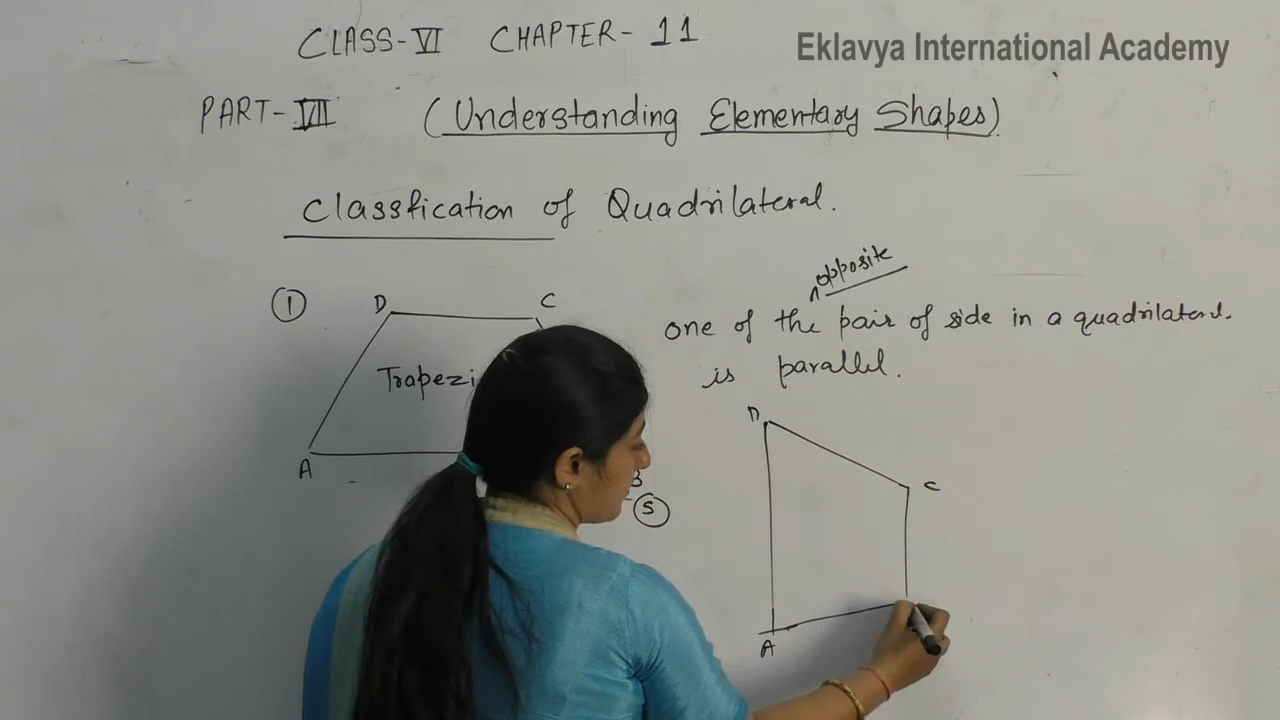 CLASS-VI CHAPTER-11
Eklavya International Academy
PART-VII (Understanding Elementary Shapes)
Classfication of Quadrilateral.
opposite
one of the ^ pair of side in a quadrilateral.
is parallel.
1
D C
Trapezi
A B
5
D
C
A